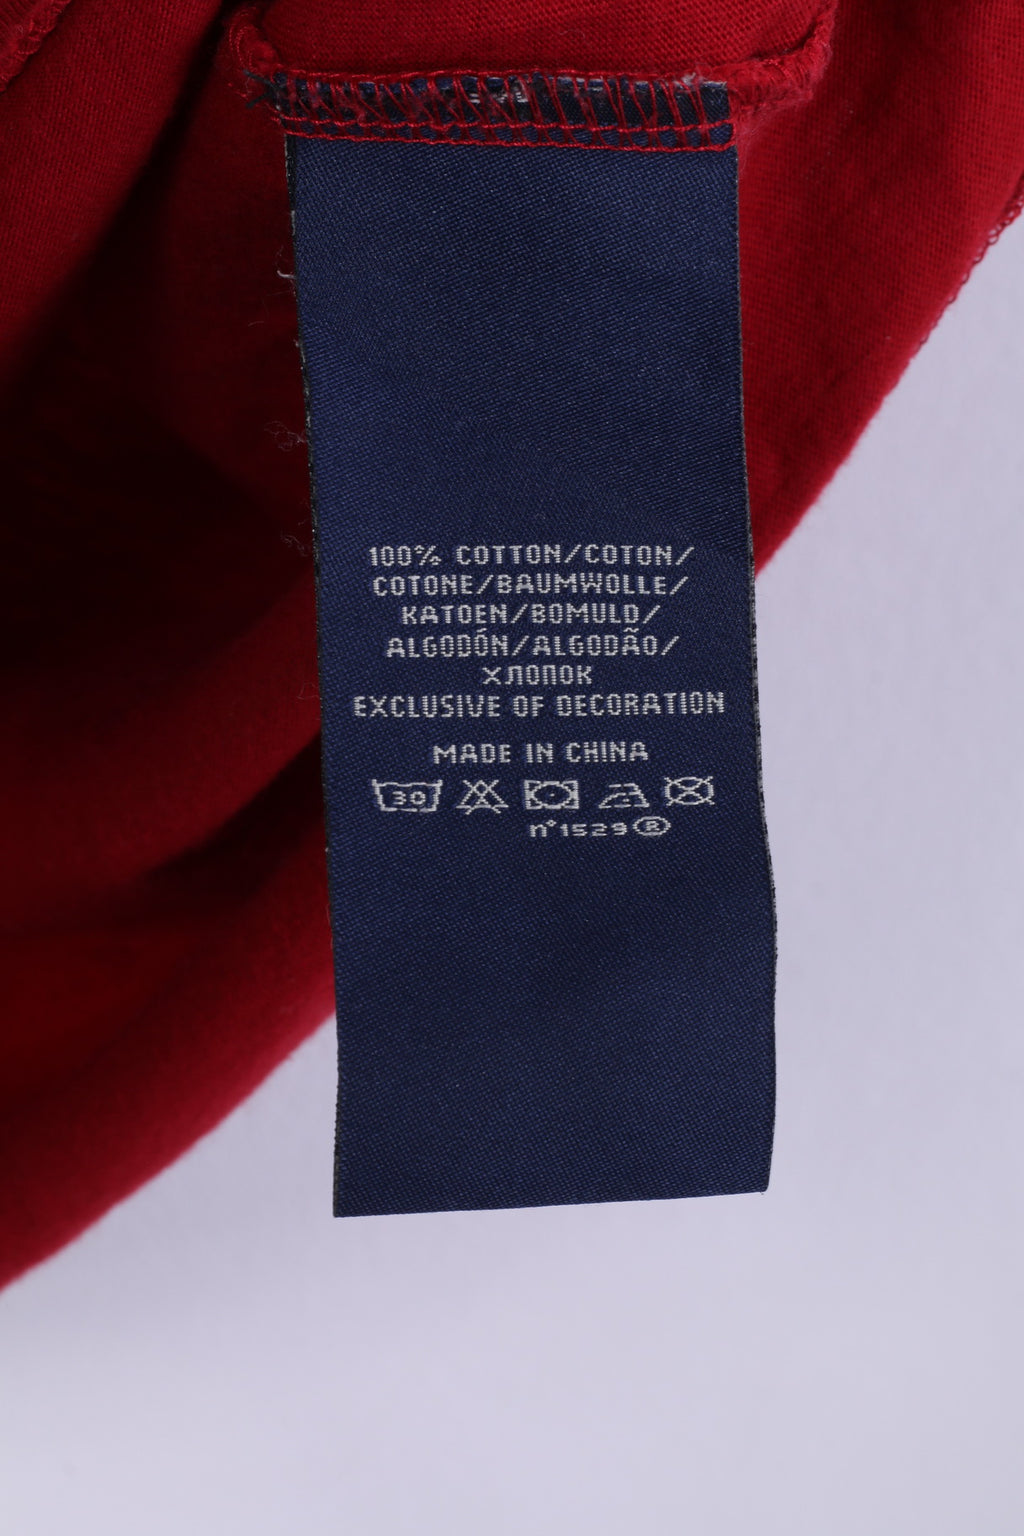 100% COTTON/COTON/
COTONE/BAUMWOLLE/
KATOEN/BOMULD/
ALGODÓN/ALGODÃO/
ХЛОПОК
EXCLUSIVE OF DECORATION
MADE IN CHINA
30
n°1529®